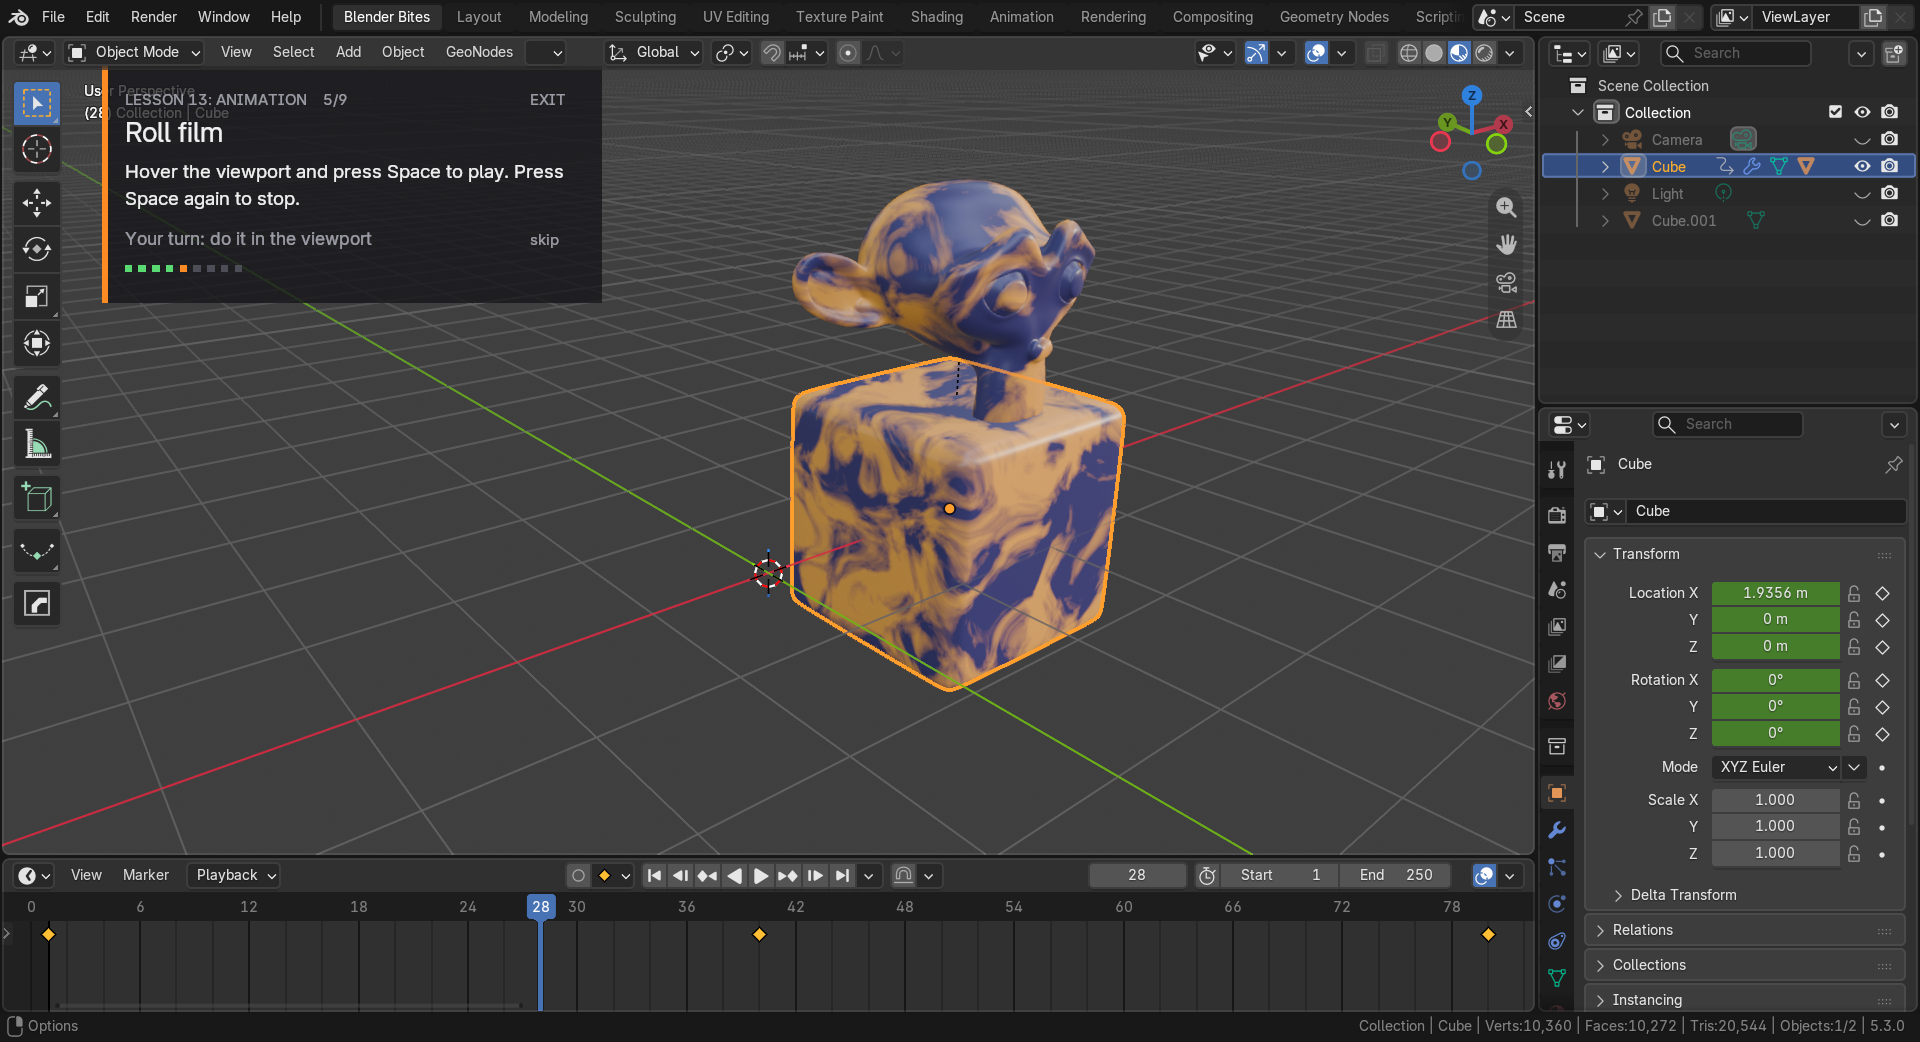 File Edit Render Window Help Blender Bites Layout Modeling Sculpting UV Editing Texture Paint Shading Animation Rendering Compositing Geometry Nodes Scene ViewLayer
Object Mode View Select Add Object GeoNodes Global
Search
User Perspective
(28) Collection | Cube
LESSON 13: ANIMATION 5/9 EXIT
Roll film
Hover the viewport and press Space to play. Press
Space again to stop.
Your turn: do it in the viewport skip
Z
Y
X
Scene Collection
Collection
Camera
Cube
Light
Cube.001
Search
Cube
Cube
Transform
Location X 1.9356 m
Y 0 m
Z 0 m
Rotation X 0°
Y 0°
Z 0°
Mode XYZ Euler
Scale X 1.000
Y 1.000
Z 1.000
Delta Transform
Relations
Collections
Instancing
View Marker Playback 28 Start 1 End 250
0 6 12 18 24 28 30 36 42 48 54 60 66 72 78
Options
Collection | Cube | Verts:10,360 | Faces:10,272 | Tris:20,544 | Objects:1/2 | 5.3.0